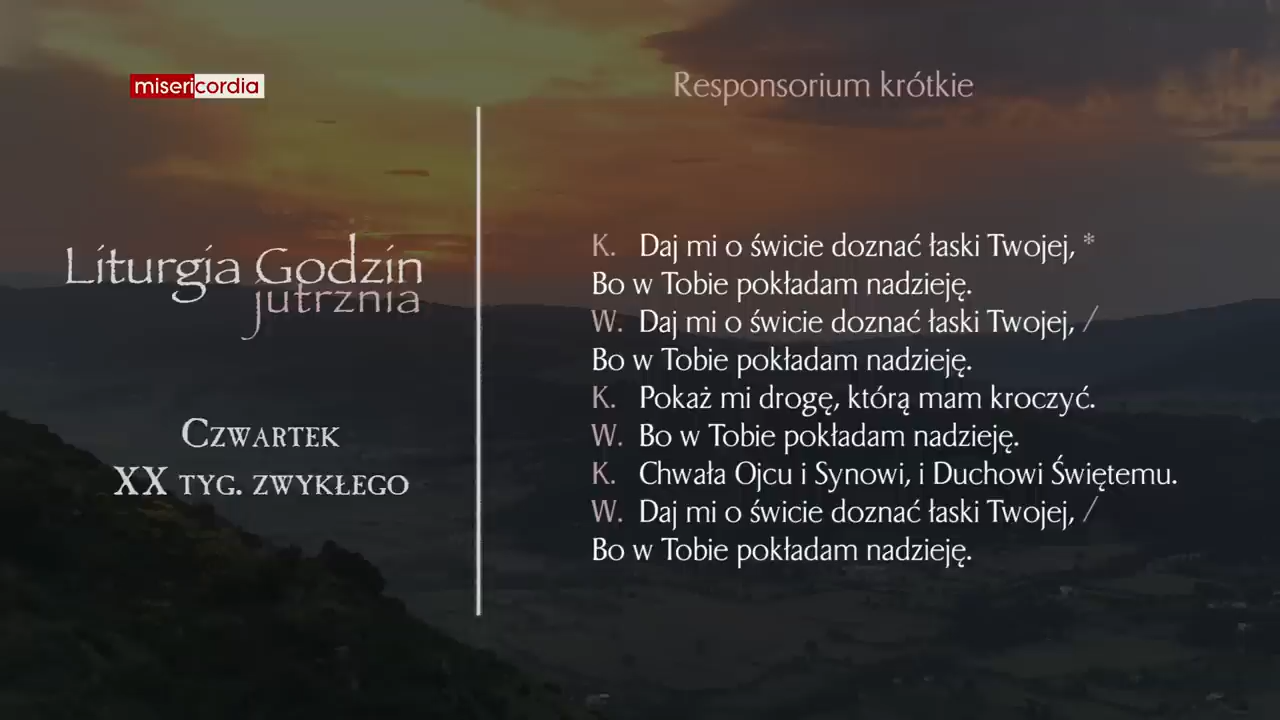 misericordia
Liturgia Godzin
jutrznia
Czwartek
XX tyg. zwykłego
Responsorium krótkie
K. Daj mi o świcie doznać łaski Twojej, *
Bo w Tobie pokładam nadzieję.
W. Daj mi o świcie doznać łaski Twojej, /
Bo w Tobie pokładam nadzieję.
K. Pokaż mi drogę, którą mam kroczyć.
W. Bo w Tobie pokładam nadzieję.
K. Chwała Ojcu i Synowi, i Duchowi Świętemu.
W. Daj mi o świcie doznać łaski Twojej, /
Bo w Tobie pokładam nadzieję.